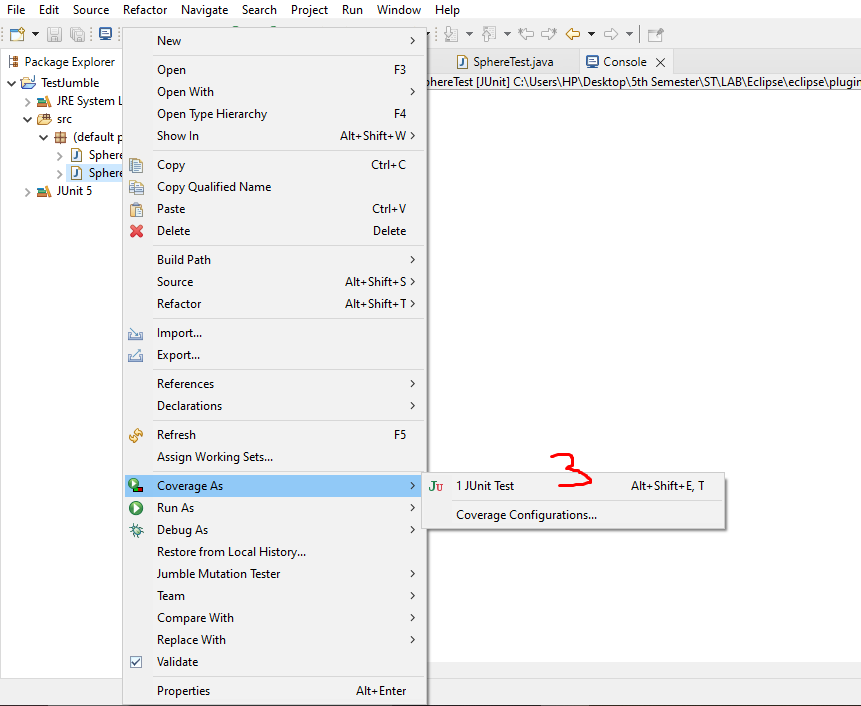 File Edit Source Refactor Navigate Search Project Run Window Help
Package Explorer
SphereTest.java Console
phereTest [JUnit] C:\Users\HP\Desktop\5th Semester\ST\LAB\Eclipse\eclipse\plugin
TestJumble
JRE System L
src
(default p
Sphere
Sphere
JUnit 5
New
Open F3
Open With
Open Type Hierarchy F4
Show In Alt+Shift+W
Copy Ctrl+C
Copy Qualified Name
Paste Ctrl+V
Delete Delete
Build Path
Source Alt+Shift+S
Refactor Alt+Shift+T
Import...
Export...
References
Declarations
Refresh F5
Assign Working Sets...
Coverage As
Run As
Debug As
Restore from Local History...
Jumble Mutation Tester
Team
Compare With
Replace With
Validate
Properties Alt+Enter
3
JU 1 JUnit Test Alt+Shift+E, T
Coverage Configurations...